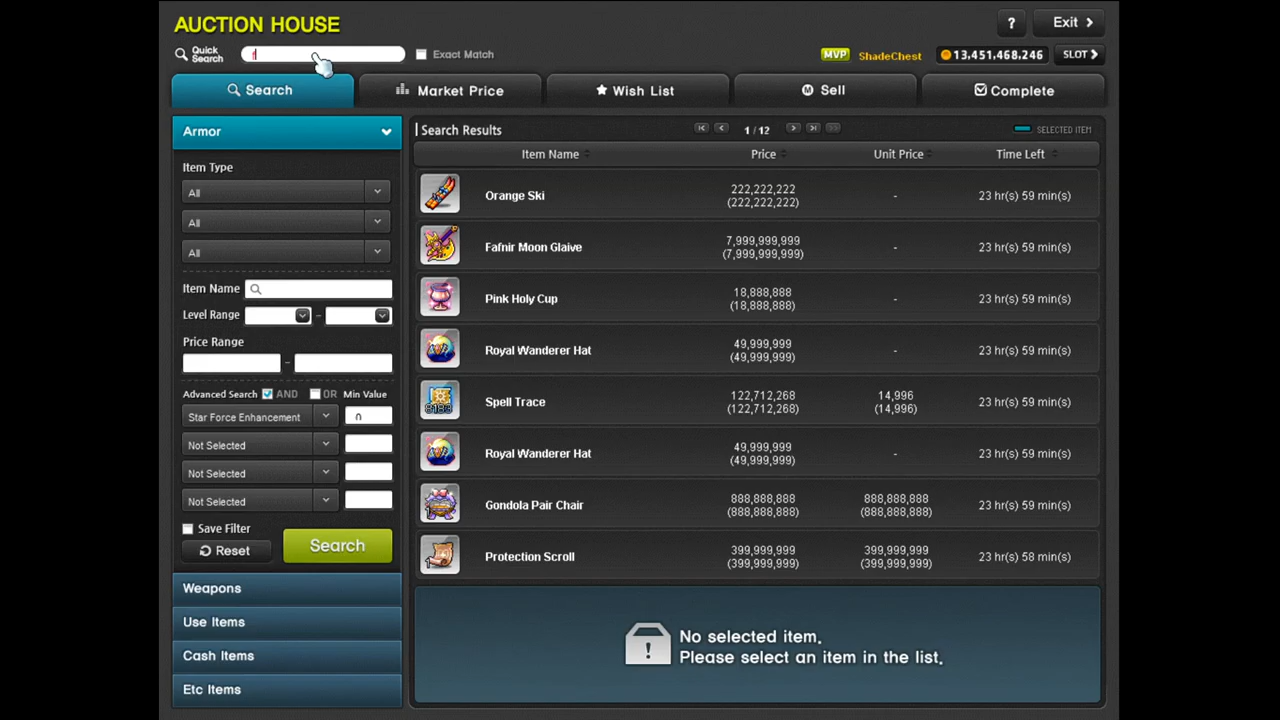 AUCTION HOUSE
?
Exit
Quick Search
Exact Match
MVP
ShadeChest
13,451,468,246
SLOT
Search
Market Price
Wish List
Sell
Complete
Armor
Item Type
All
All
All
Item Name
Level Range
–
Price Range
–
Advanced Search AND OR Min Value
Star Force Enhancement
0
Not Selected
Not Selected
Not Selected
Save Filter
Reset
Search
Weapons
Use Items
Cash Items
Etc Items
Search Results
1 / 12
SELECTED ITEM
Item Name Price Unit Price Time Left
Orange Ski 222,222,222 - 23 hr(s) 59 min(s)
(222,222,222)
Fafnir Moon Glaive 7,999,999,999 - 23 hr(s) 59 min(s)
(7,999,999,999)
Pink Holy Cup 18,888,888 - 23 hr(s) 59 min(s)
(18,888,888)
Royal Wanderer Hat 49,999,999 - 23 hr(s) 59 min(s)
(49,999,999)
Spell Trace 122,712,268 14,996 23 hr(s) 59 min(s)
(122,712,268) (14,996)
Royal Wanderer Hat 49,999,999 - 23 hr(s) 59 min(s)
(49,999,999)
Gondola Pair Chair 888,888,888 888,888,888 23 hr(s) 59 min(s)
(888,888,888) (888,888,888)
Protection Scroll 399,999,999 399,999,999 23 hr(s) 58 min(s)
(399,999,999) (399,999,999)
No selected item.
Please select an item in the list.